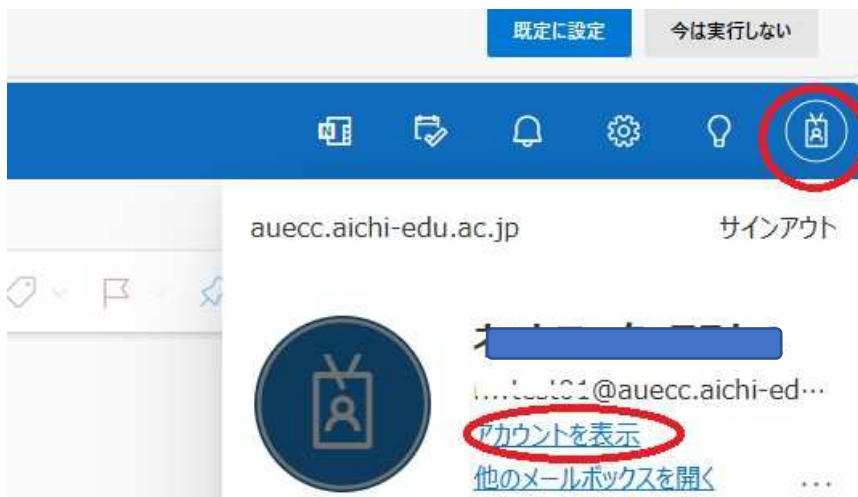 既定に設定 今は実行しない
auecc.aichi-edu.ac.jp サインアウト
@auecc.aichi-ed…
アカウントを表示
他のメールボックスを開く ...